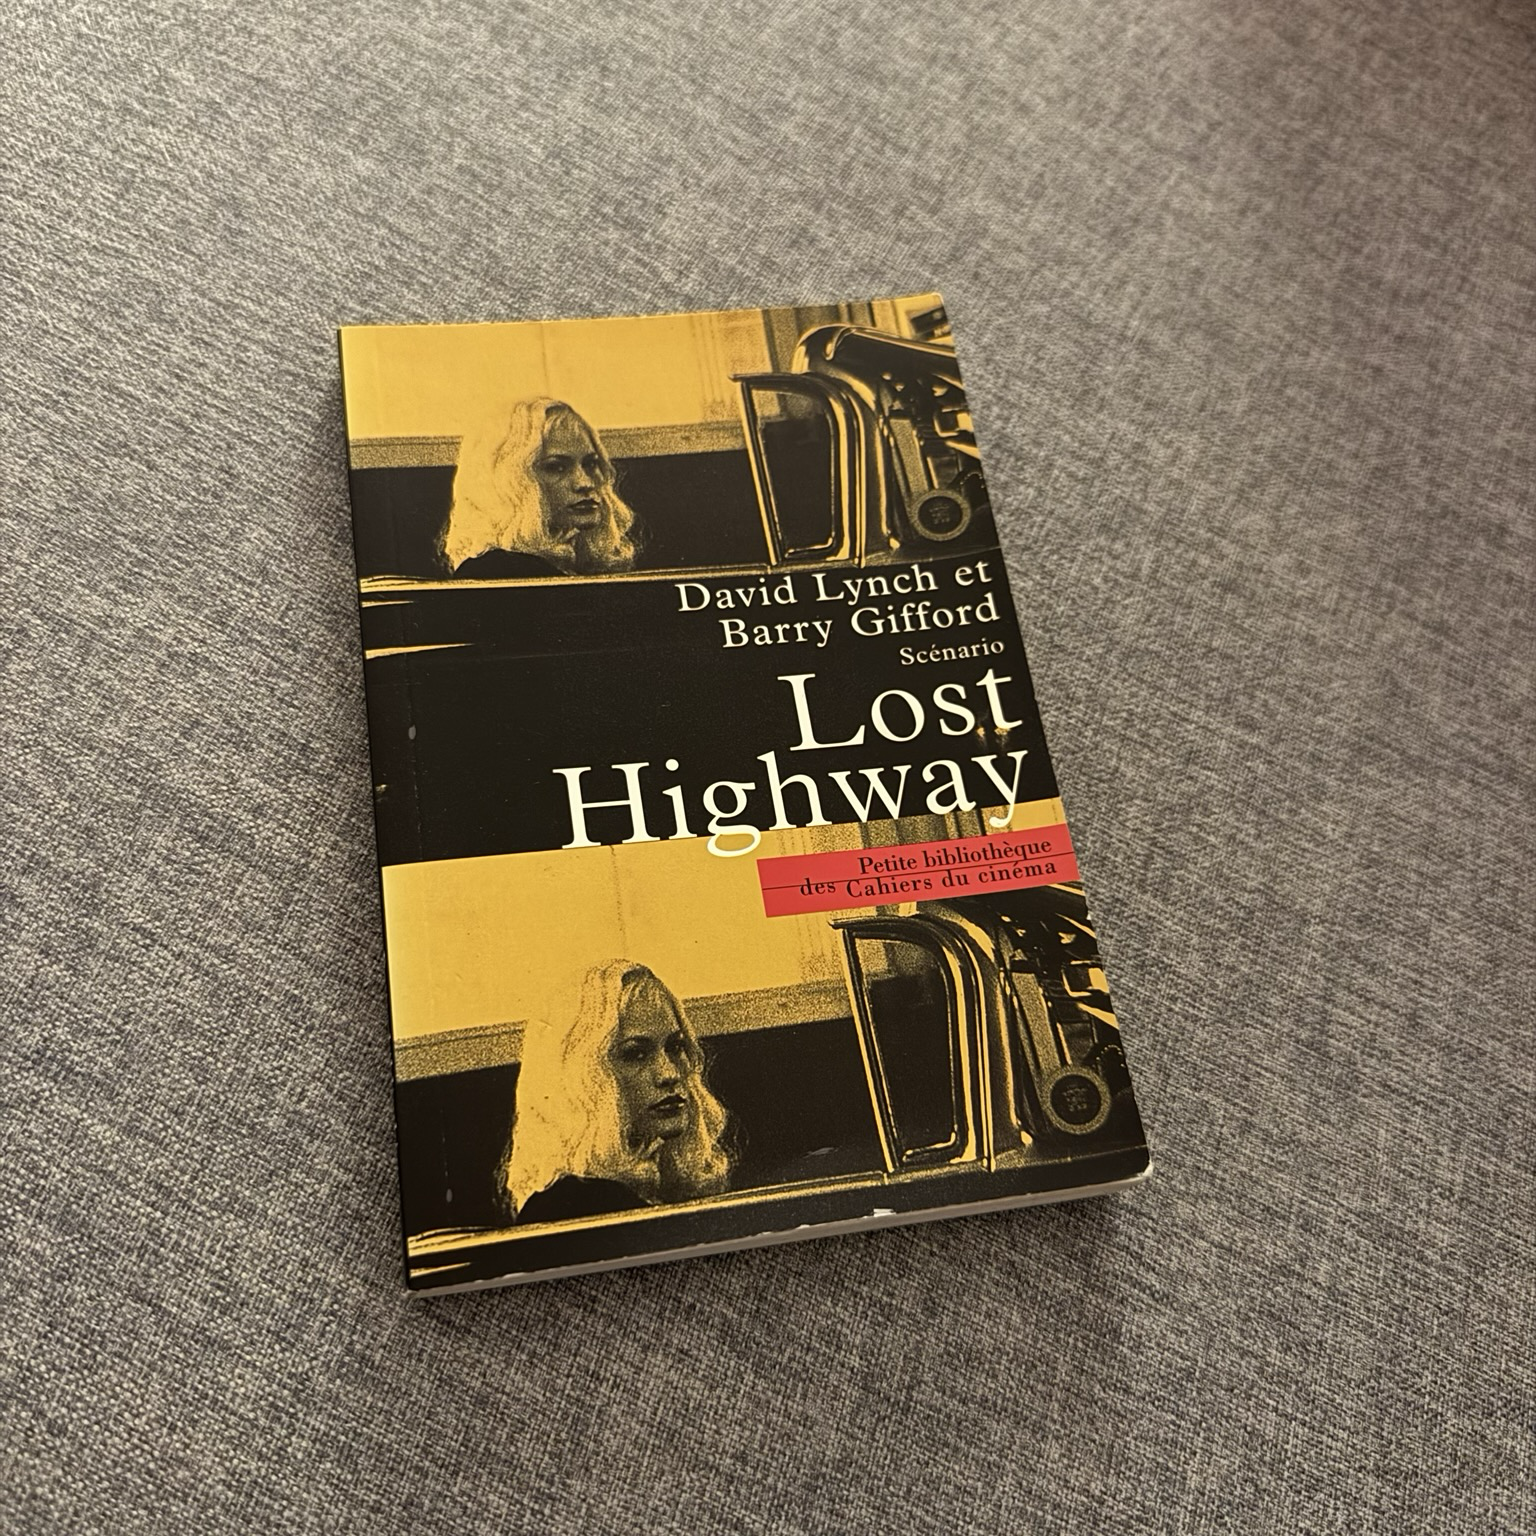 David Lynch et
Barry Gifford
Scénario
Lost
Highway
Petite bibliothèque
des Cahiers du cinéma